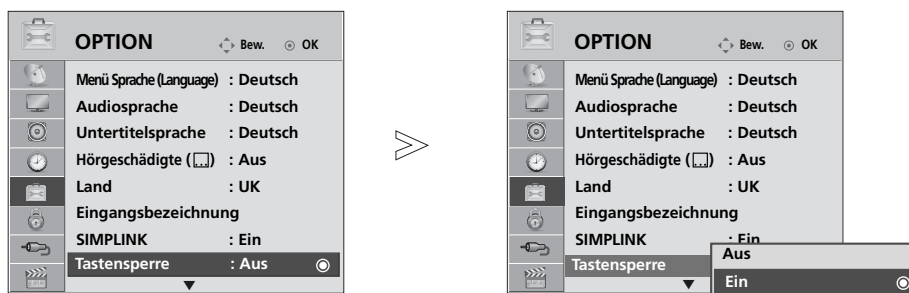 OPTION
Bew. OK
Menü Sprache (Language) : Deutsch
Audiosprache : Deutsch
Untertitelsprache : Deutsch
Hörgeschädigte ( ) : Aus
Land : UK
Eingangsbezeichnung
SIMPLINK : Ein
Tastensperre : Aus
OPTION
Bew. OK
Menü Sprache (Language) : Deutsch
Audiosprache : Deutsch
Untertitelsprache : Deutsch
Hörgeschädigte ( ) : Aus
Land : UK
Eingangsbezeichnung
SIMPLINK : Ein
Tastensperre
Aus
Ein